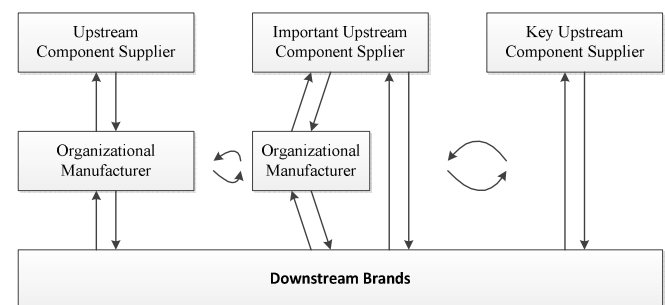 Upstream
Component Supplier
Important Upstream
Component Spplier
Key Upstream
Component Supplier
Organizational
Manufacturer
Organizational
Manufacturer
Downstream Brands